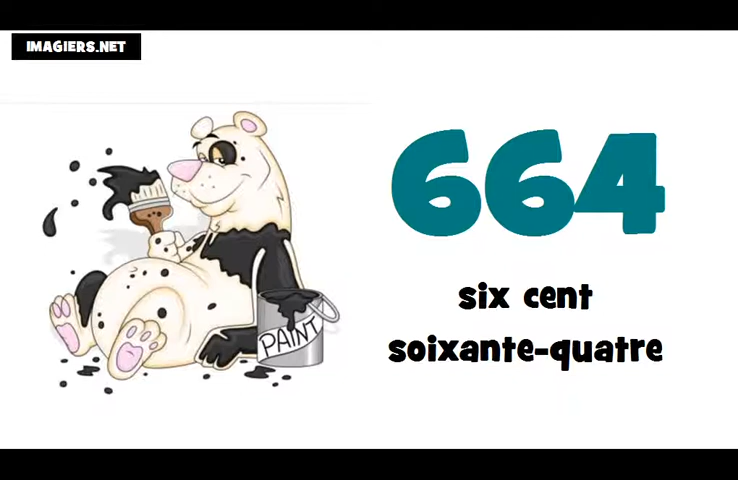 IMAGIERS.NET
664
six cent
soixante-quatre
PAINT